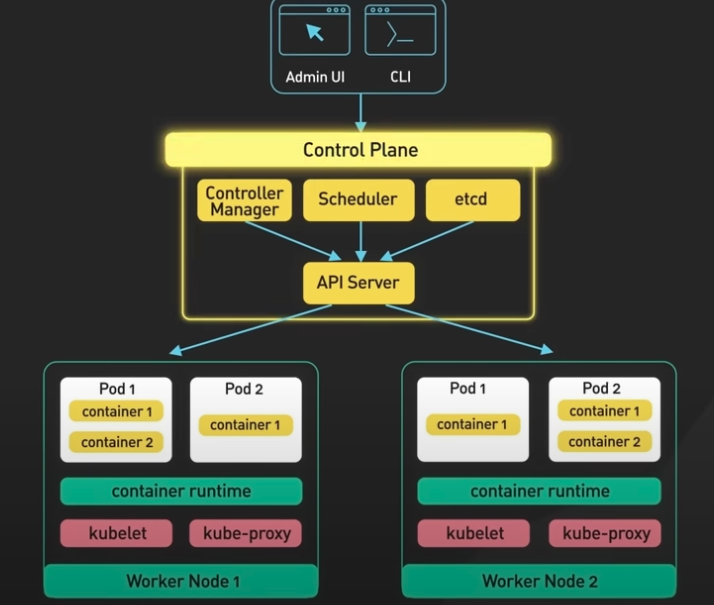 Admin UI
CLI
Control Plane
Controller
Manager
Scheduler
etcd
API Server
Pod 1
container 1
container 2
Pod 2
container 1
container runtime
kubelet
kube-proxy
Worker Node 1
Pod 1
container 1
Pod 2
container 1
container 2
container runtime
kubelet
kube-proxy
Worker Node 2